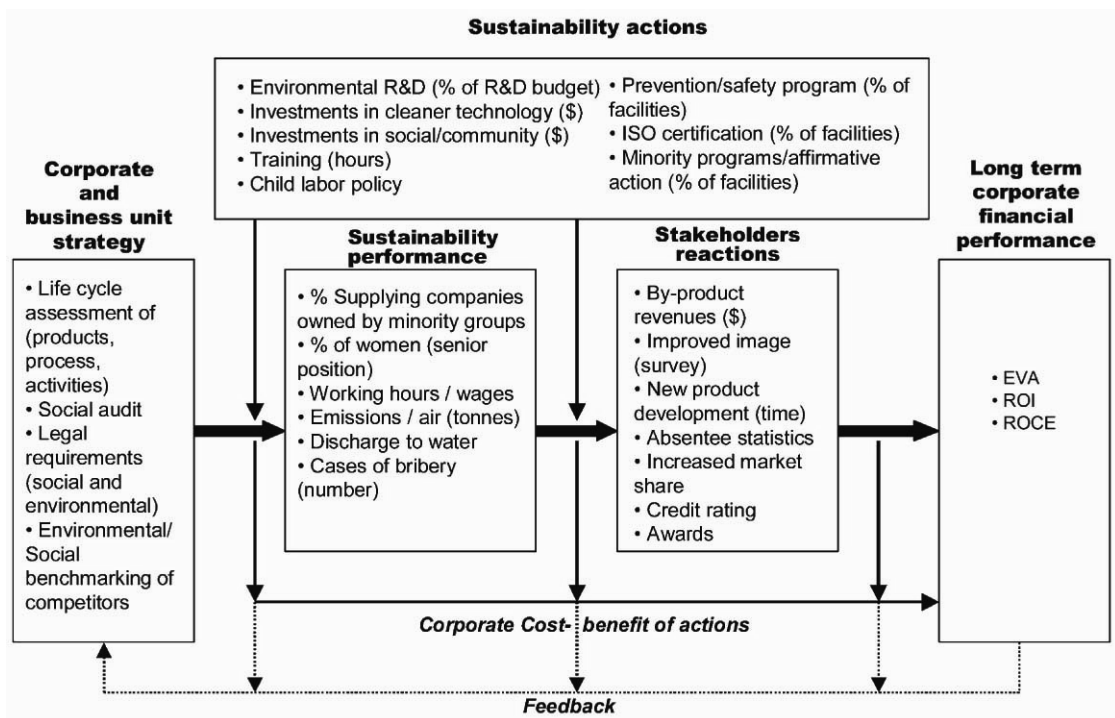 Sustainability actions
• Environmental R&D (% of R&D budget)
• Investments in cleaner technology ($)
• Investments in social/community ($)
• Training (hours)
• Child labor policy
• Prevention/safety program (% of
facilities)
• ISO certification (% of facilities)
• Minority programs/affirmative
action (% of facilities)
Corporate
and
business unit
strategy
• Life cycle
assessment of
(products,
process,
activities)
• Social audit
• Legal
requirements
(social and
environmental)
• Environmental/
Social
benchmarking of
competitors
Sustainability
performance
• % Supplying companies
owned by minority groups
• % of women (senior
position)
• Working hours / wages
• Emissions / air (tonnes)
• Discharge to water
• Cases of bribery
(number)
Stakeholders
reactions
• By-product
revenues ($)
• Improved image
(survey)
• New product
development (time)
• Absentee statistics
• Increased market
share
• Credit rating
• Awards
Long term
corporate
financial
performance
• EVA
• ROI
• ROCE
Corporate Cost- benefit of actions
Feedback